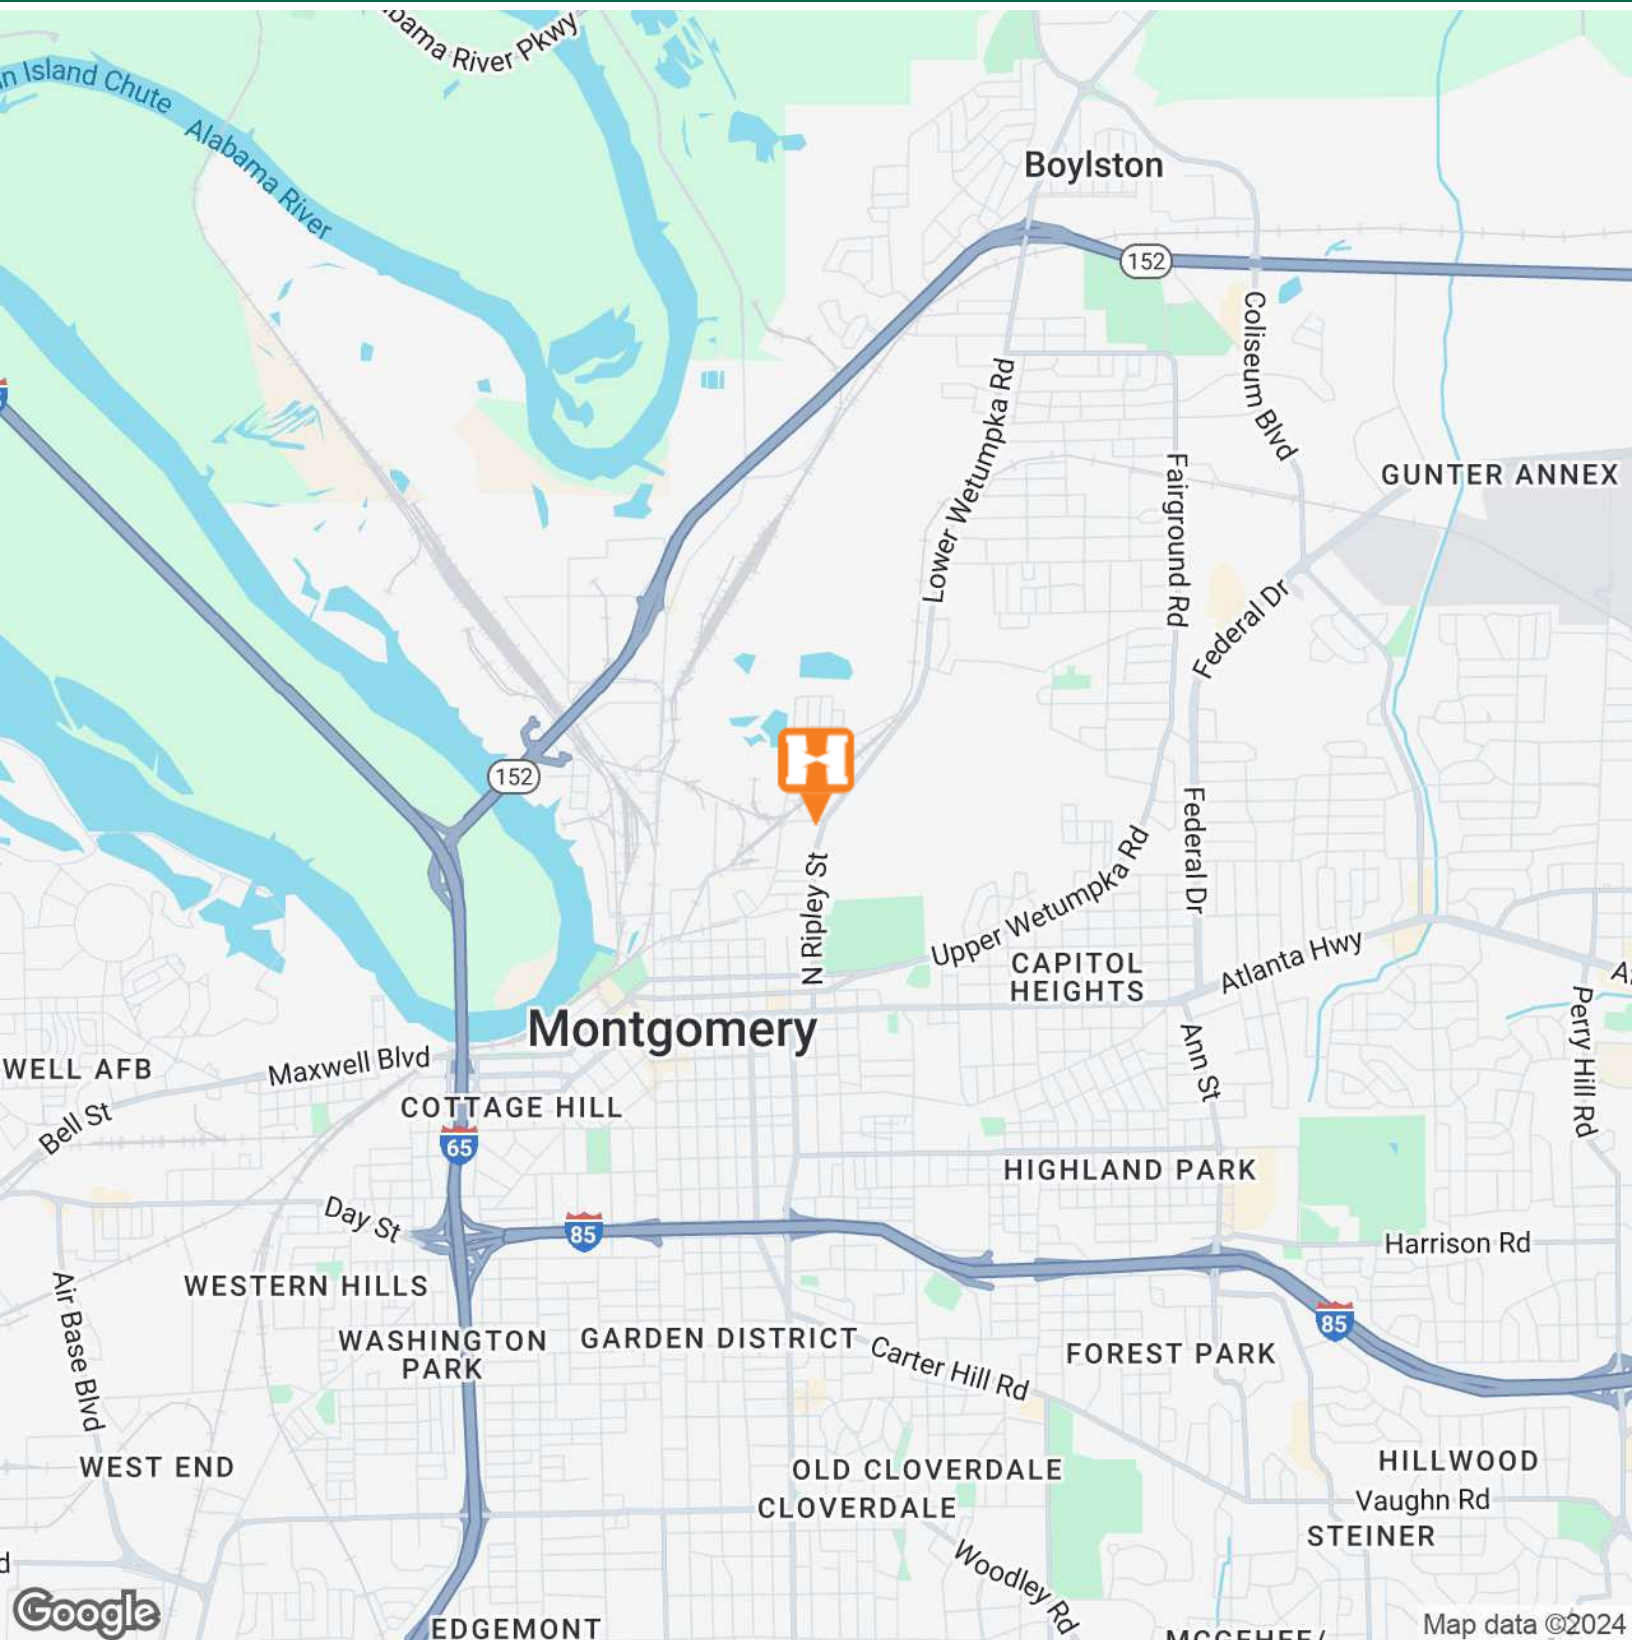 bama River Pkwy
n Island Chute
Alabama River
Boylston
152
Coliseum Blvd
Lower Wetumpka Rd
GUNTER ANNEX
Fairground Rd
Federal Dr
H
152
Federal Dr
N Ripley St
Upper Wetumpka Rd
CAPITOL
HEIGHTS
Atlanta Hwy
At
Perry Hill Rd
Montgomery
Ann St
WELL AFB
Maxwell Blvd
COTTAGE HILL
Bell St
65
HIGHLAND PARK
Day St
85
Harrison Rd
WESTERN HILLS
Air Base Blvd
WASHINGTON
PARK
GARDEN DISTRICT
Carter Hill Rd
FOREST PARK
85
WEST END
OLD CLOVERDALE
CLOVERDALE
HILLWOOD
Vaughn Rd
STEINER
Woodley Rd
d
Google
EDGEMONT
MCGEHEE/
Map data ©2024